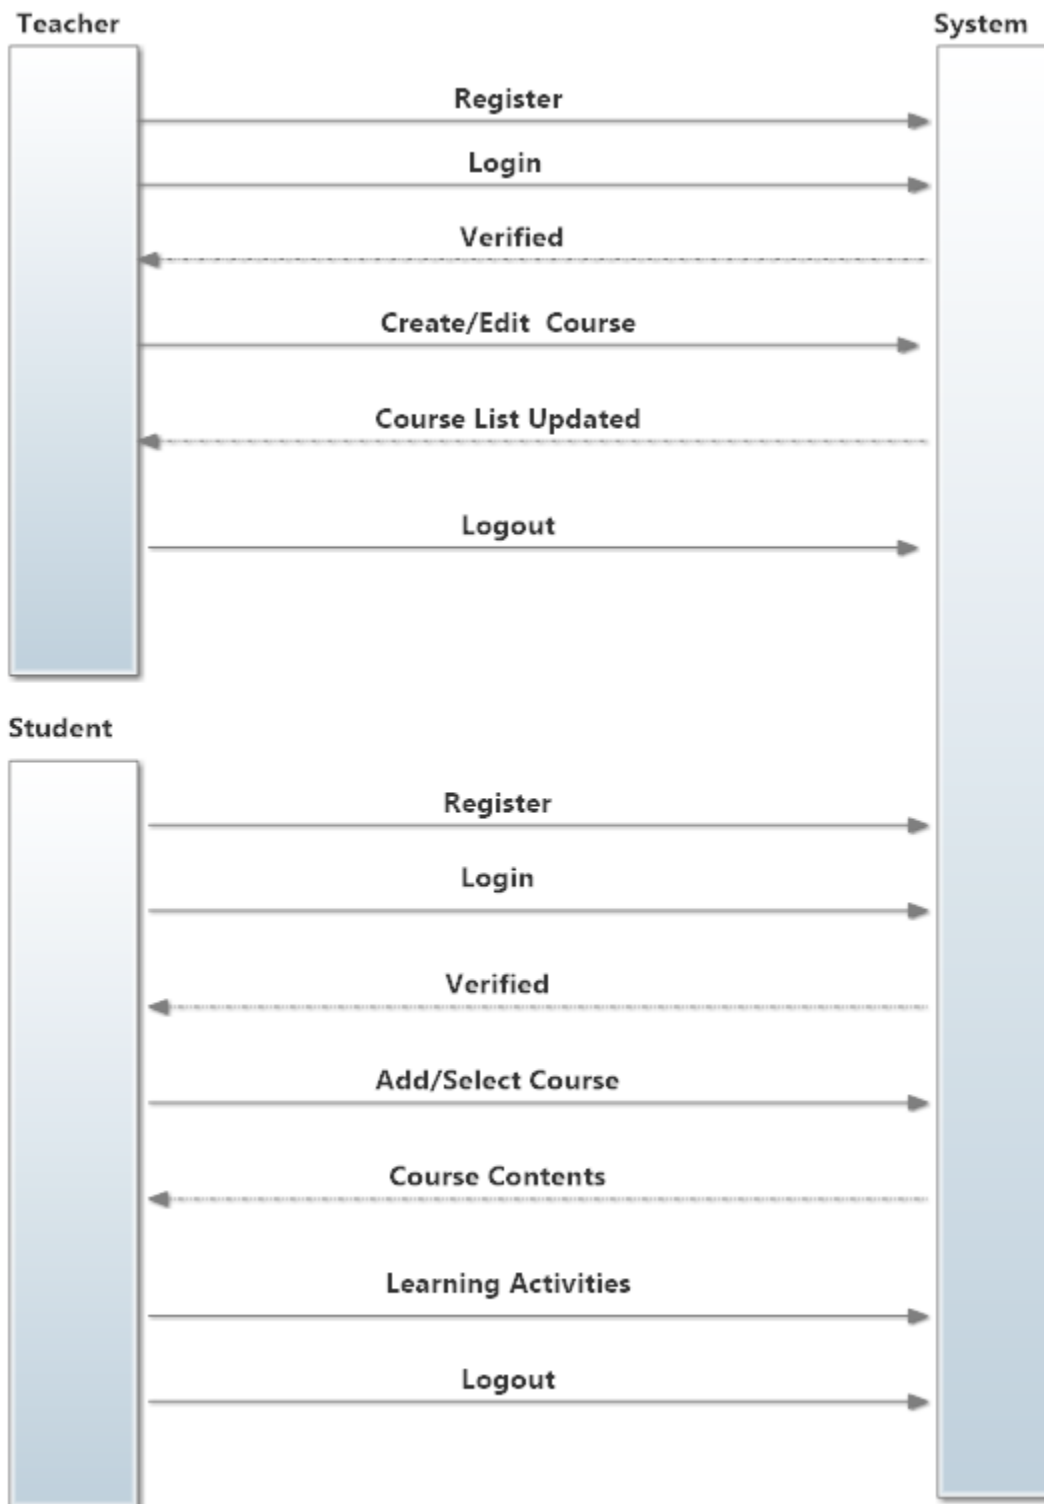 Teacher
System
Register
Login
Verified
Create/Edit  Course
Course List Updated
Logout
Student
Register
Login
Verified
Add/Select Course
Course Contents
Learning Activities
Logout